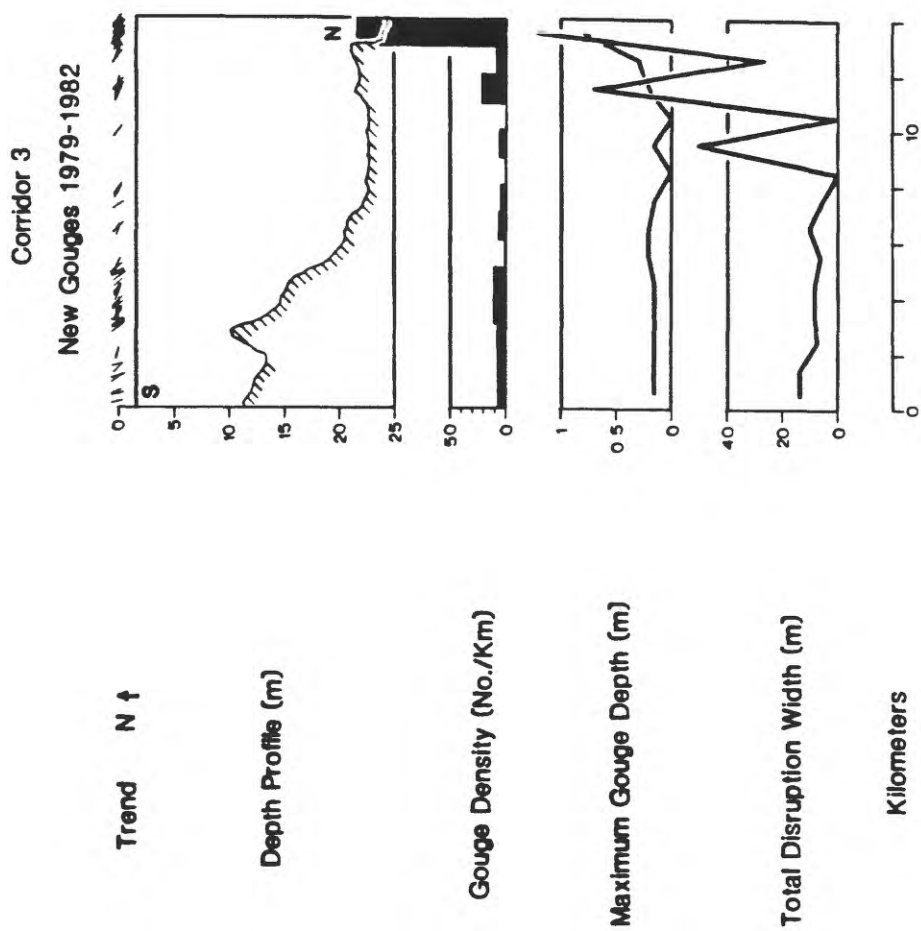 Corridor 3
New Gouges 1979-1982
Trend N ↑
0
S
N
Depth Profile (m)
5
10
15
20
25
Gouge Density (No./Km)
50
0
Maximum Gouge Depth (m)
1
0 5
0
Total Disruption Width (m)
40
20
0
Kilometers
0
10